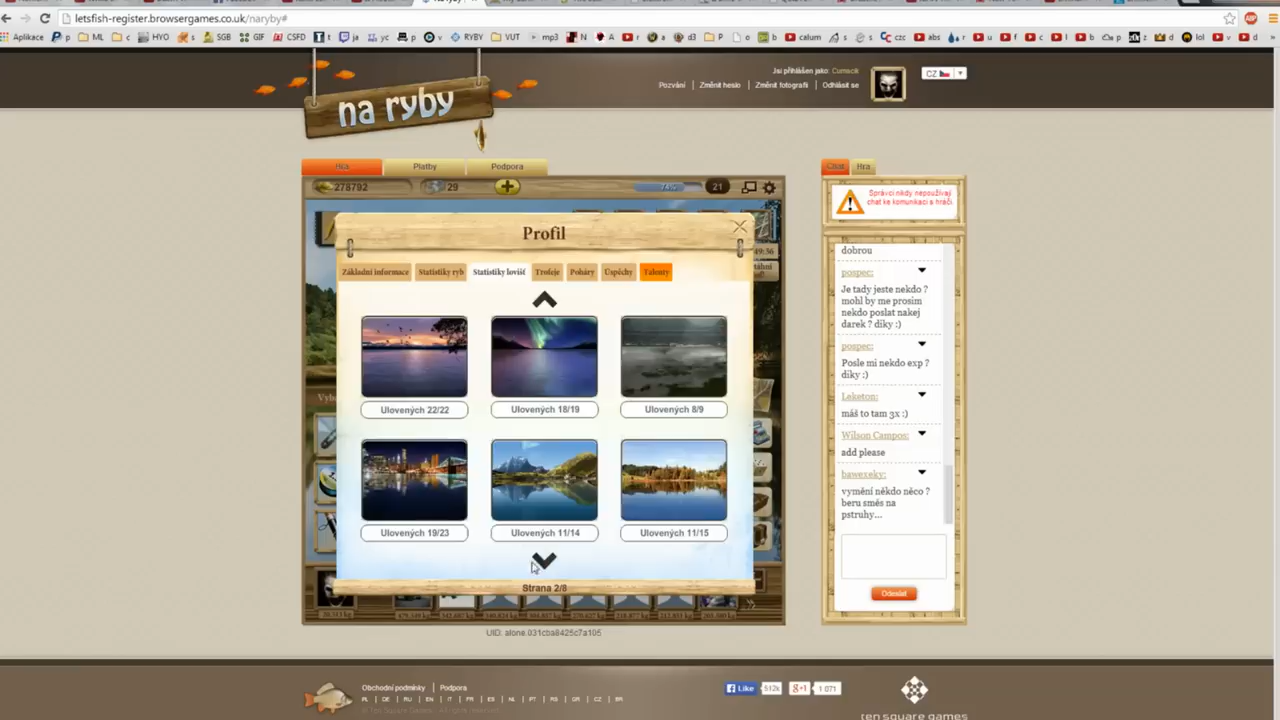 letsfish-register.browsergames.co.uk/naryby#
Aplikace
ML
HYO
SGB
GIF
CSFD
ja
yc
RYBY
VUT
mp3
calum
czc
abs
lol
na ryby
Jsi přihlášen jako: Cumscik
Pozvání | Změnit heslo | Změnit fotografii | Odhlásit se
CZ
Hra
Platby
Podpora
278792
29
74%
21
Profil
Základní informace
Statistiky ryb
Statistiky lovišť
Trofeje
Poháry
Úspěchy
Talenty
Ulovených 22/22
Ulovených 18/19
Ulovených 8/9
Ulovených 19/23
Ulovených 11/14
Ulovených 11/15
Strana 2/8
UID: alone.031cba8425c7a105
Chat
Hra
Správci nikdy nepoužívají
chat ke komunikaci s hráči.
dobrou
pospec:
Je tady jeste nekdo ?
mohl by me prosim
nekdo poslat nakej
darek ? diky :)
pospec:
Posle mi nekdo exp ?
diky :)
Leketon:
máš to tam 3x :)
Wilson Campos:
add please
bawexeky:
vymění někdo něco ?
beru směs na
pstruhy...
Odeslat
Obchodní podmínky | Podpora
PL | DE | RU | EN | IT | FR | ES | NL | PT | RS | GR | CZ | BR
© Ten Square Games
Like
512k
g+1
1 071
ten square games